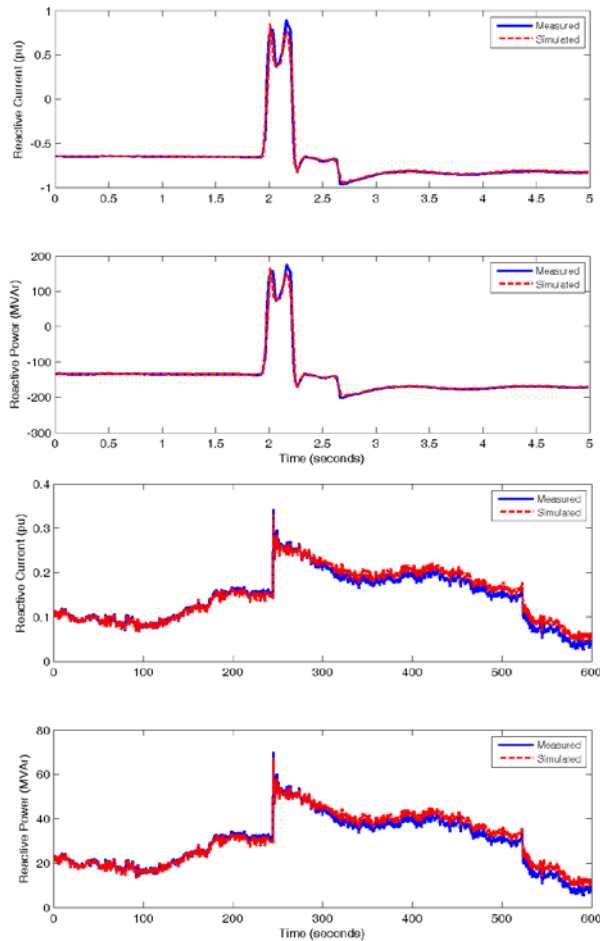 Reactive Current (pu)
1
0.5
0
-0.5
-1
Measured
Simulated
0 0.5 1 1.5 2 2.5 3 3.5 4 4.5 5
Reactive Power (MVAr)
200
100
0
-100
-200
-300
Measured
Simulated
0 0.5 1 1.5 2 2.5 3 3.5 4 4.5 5
Time (seconds)
Reactive Current (pu)
0.4
0.3
0.2
0.1
0
Measured
Simulated
0 100 200 300 400 500 600
Reactive Power (MVAr)
80
60
40
20
0
Measured
Simulated
0 100 200 300 400 500 600
Time (seconds)